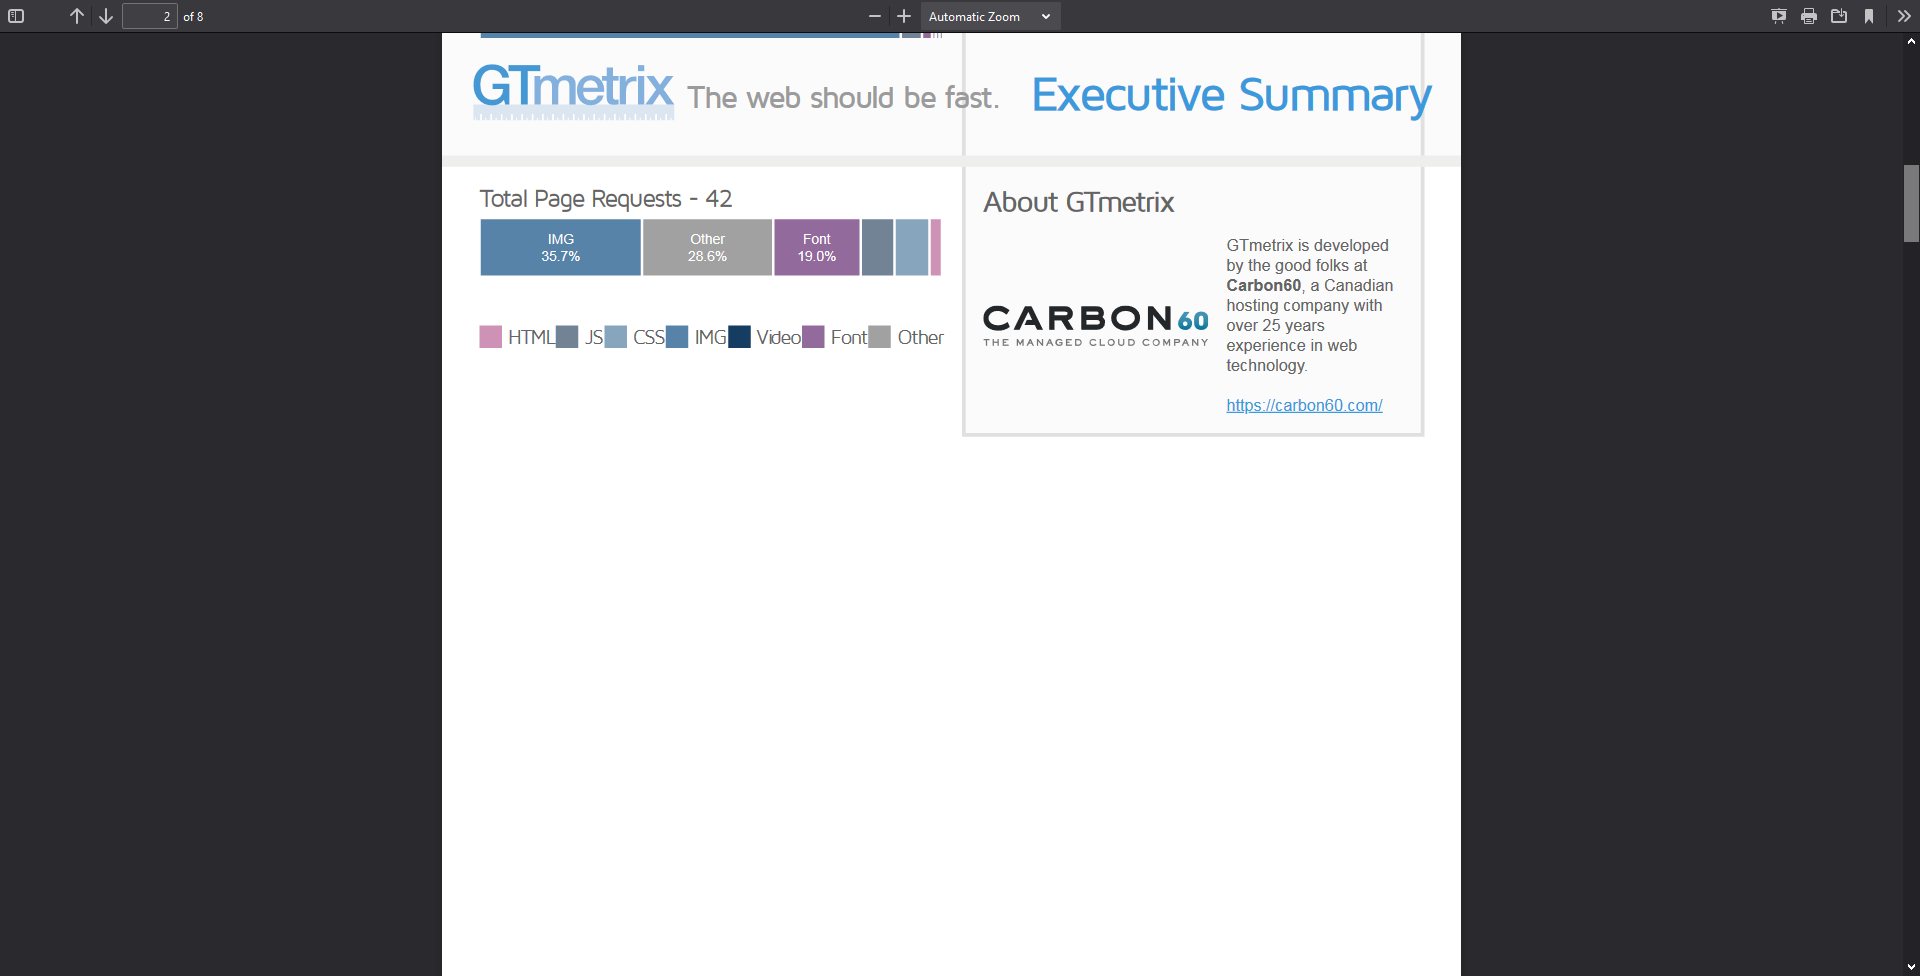 2
of 8
Automatic Zoom
GTmetrix The web should be fast.
Executive Summary
Total Page Requests - 42
IMG
35.7%
Other
28.6%
Font
19.0%
HTML JS CSS IMG Video Font Other
About GTmetrix
CARBON60
THE MANAGED CLOUD COMPANY
GTmetrix is developed
by the good folks at
Carbon60, a Canadian
hosting company with
over 25 years
experience in web
technology.
https://carbon60.com/